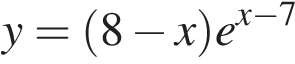 y = (8 − x)e^{x−7}